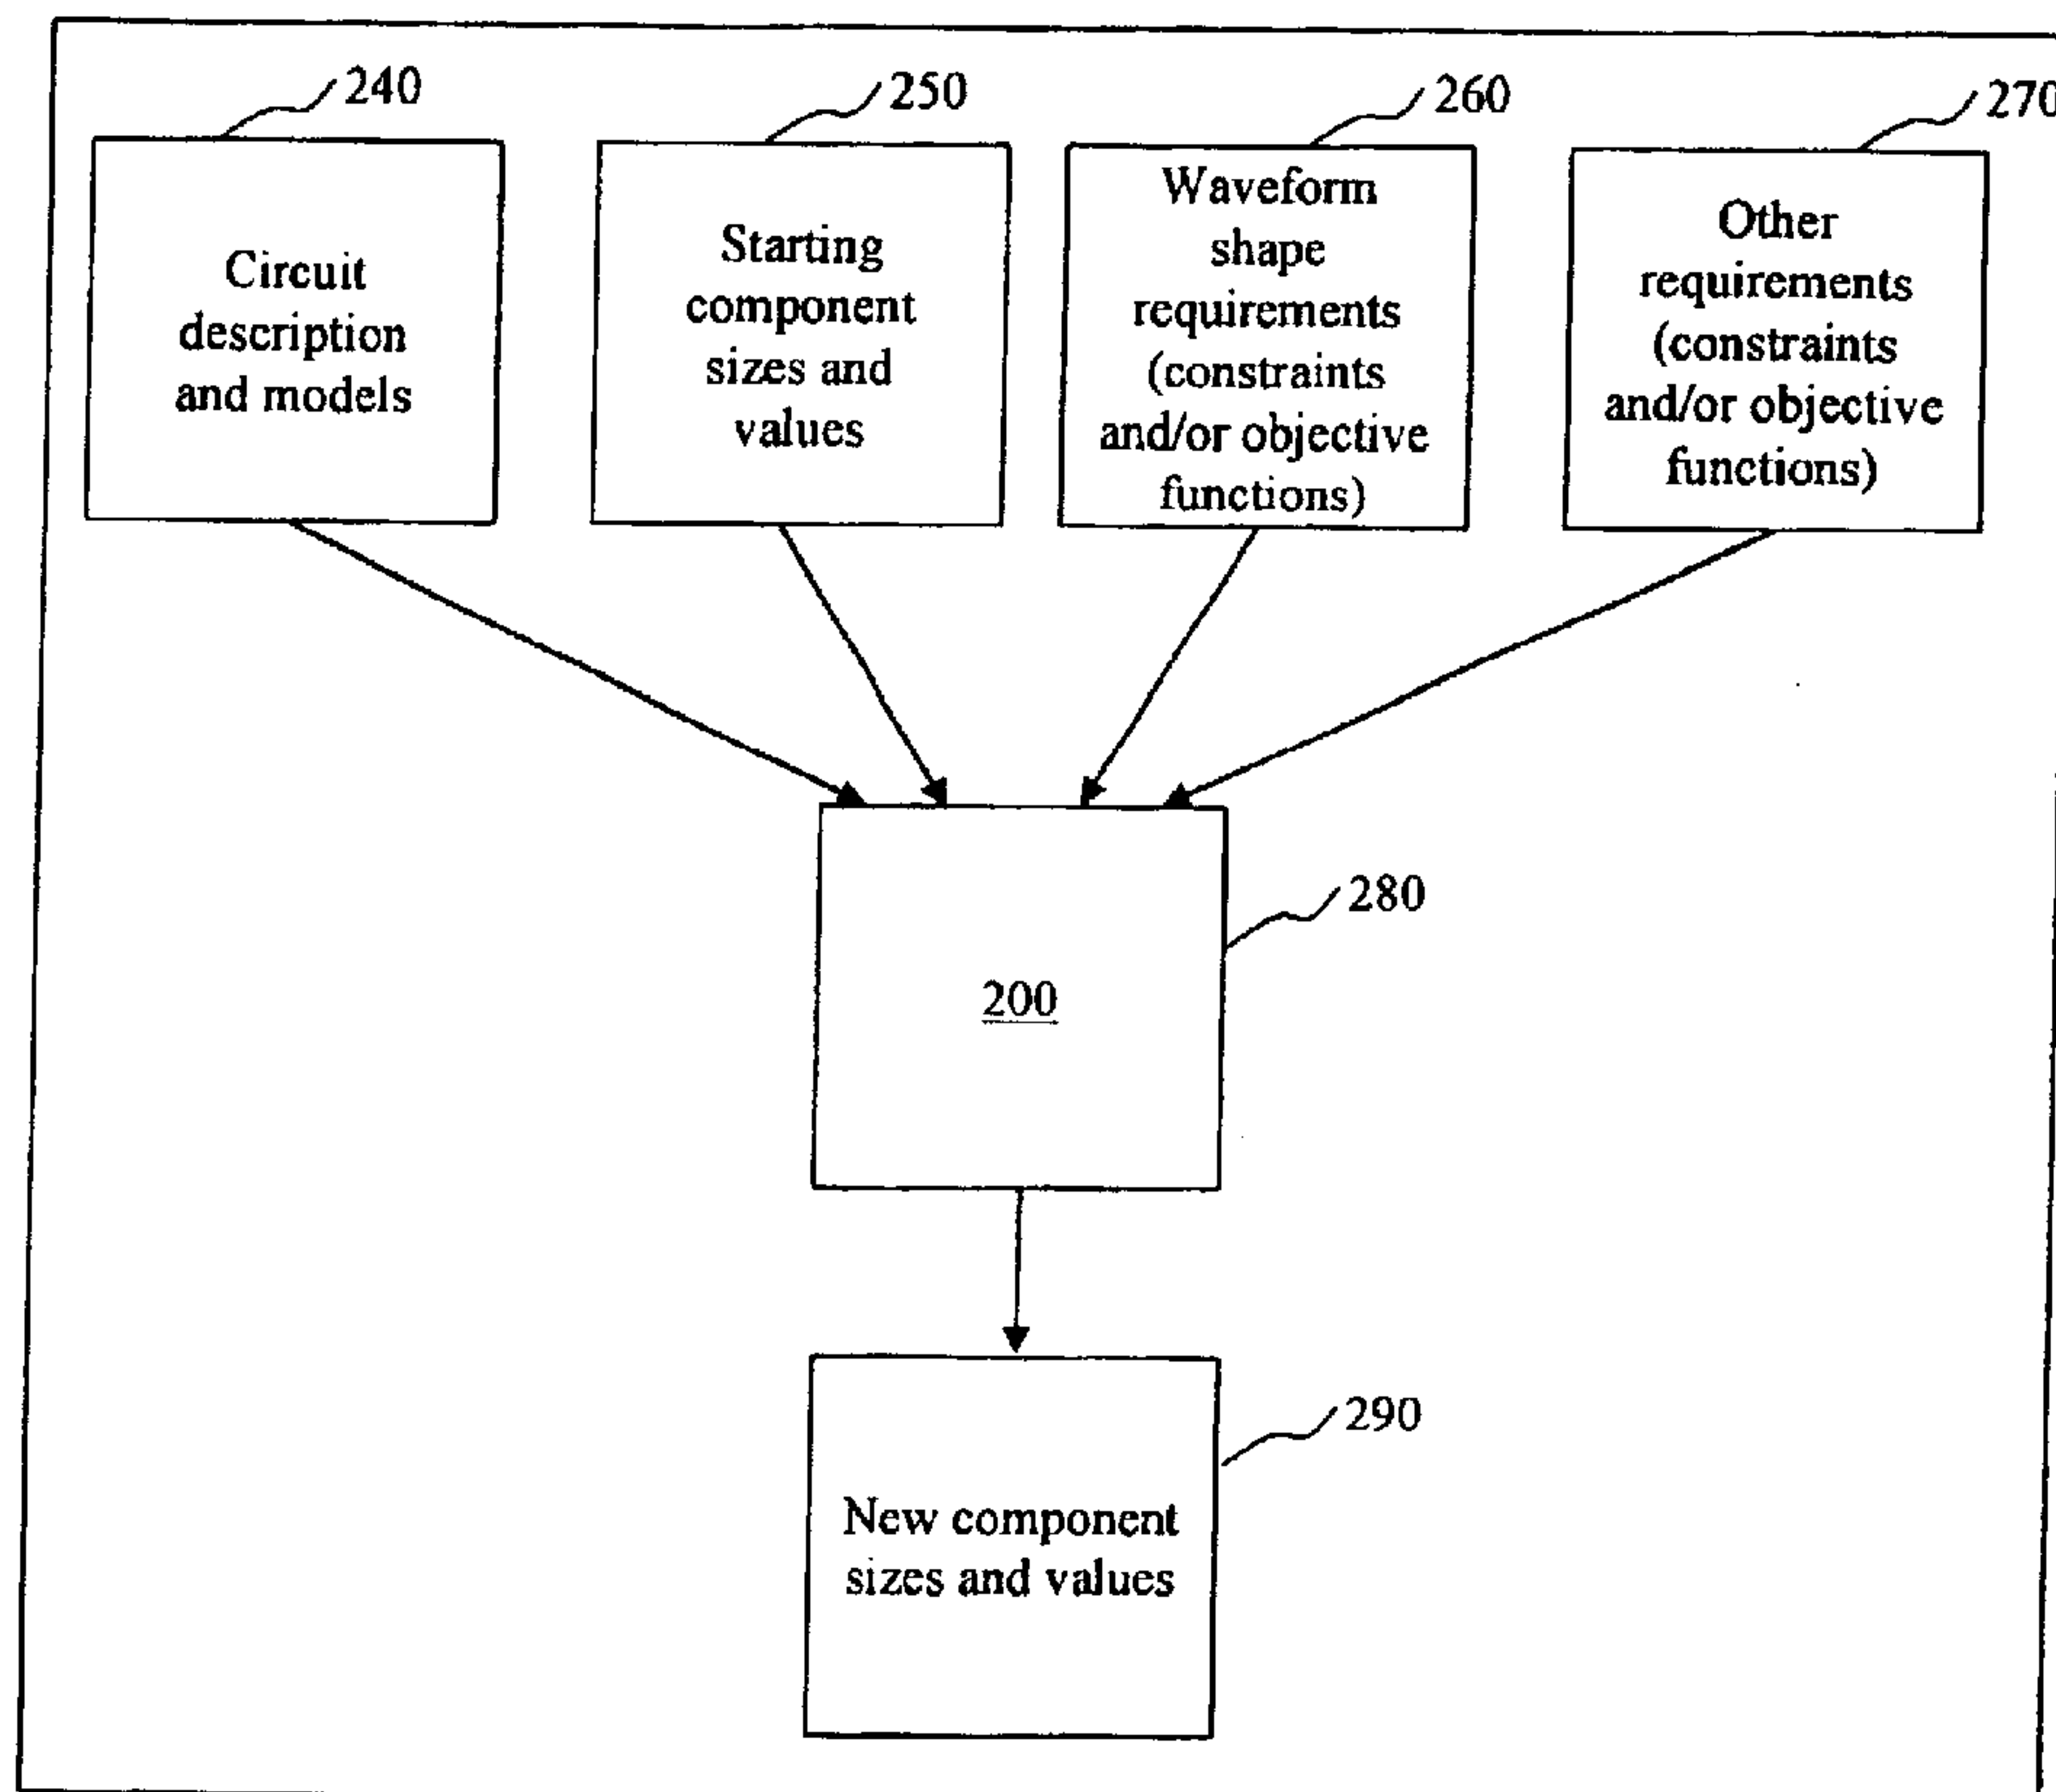 240
250
260
270
Circuit
description
and models
Starting
component
sizes and
values
Waveform
shape
requirements
(constraints
and/or objective
functions)
Other
requirements
(constraints
and/or objective
functions)
280
200
290
New component
sizes and values